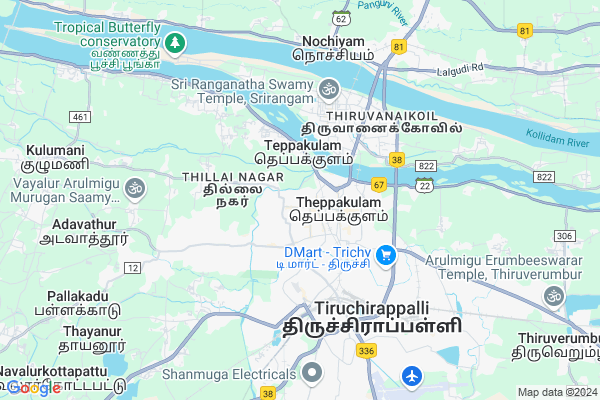 Panguni River
62
81
Tropical Butterfly
conservatory
வண்ணத்து
பூச்சி பூங்கா
Nochiyam
நொச்சியம்
81
Lalgudi Rd
Sri Ranganatha Swamy
Temple, Srirangam
461
THIRUVANAIKOIL
திருவானைக்கோவில்
Kollidam River
Kulumani
குழுமணி
Teppakulam
தெப்பக்குளம்
38
822
822
Vayalur Arulmigu
Murugan Saamy...
THILLAI NAGAR
தில்லை
நகர்
67
22
Theppakulam
தெப்பக்குளம்
Adavathur
அடவாத்தூர்
306
DMart - Trichy
டி மார்ட் - திருச்சி
12
Arulmigu Erumbeeswarar
Temple, Thiruverumbur
Pallakadu
பள்ளக்காடு
Tiruchirappalli
திருச்சிராப்பள்ளி
Thayanur
தாயனூர்
Thiruverumbu
336
Navalurkottapattu
Shanmuga Electricals
38
Google
Map data ©2024